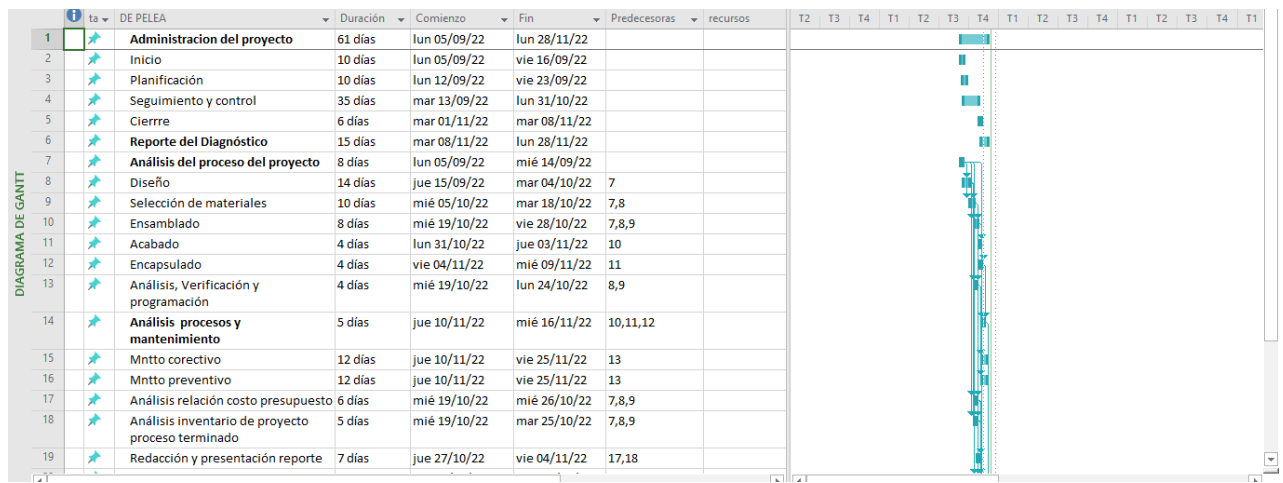 ta DE PELEA Duración Comienzo Fin Predecesoras recursos T2 T3 T4 T1 T2 T3 T4 T1 T2 T3 T4 T1 T2 T3 T4 T1
1 Administracion del proyecto 61 días lun 05/09/22 lun 28/11/22
2 Inicio 10 días lun 05/09/22 vie 16/09/22
3 Planificación 10 días lun 12/09/22 vie 23/09/22
4 Seguimiento y control 35 días mar 13/09/22 lun 31/10/22
5 Cierrre 6 días mar 01/11/22 mar 08/11/22
6 Reporte del Diagnóstico 15 días mar 08/11/22 lun 28/11/22
7 Análisis del proceso del proyecto 8 días lun 05/09/22 mié 14/09/22
8 Diseño 14 días jue 15/09/22 mar 04/10/22 7
9 Selección de materiales 10 días mié 05/10/22 mar 18/10/22 7,8
10 Ensamblado 8 días mié 19/10/22 vie 28/10/22 7,8,9
11 Acabado 4 días lun 31/10/22 jue 03/11/22 10
12 Encapsulado 4 días vie 04/11/22 mié 09/11/22 11
13 Análisis, Verificación y 4 días mié 19/10/22 lun 24/10/22 8,9
programación
14 Análisis procesos y 5 días jue 10/11/22 mié 16/11/22 10,11,12
mantenimiento
15 Mntto corectivo 12 días jue 10/11/22 vie 25/11/22 13
16 Mntto preventivo 12 días jue 10/11/22 vie 25/11/22 13
17 Análisis relación costo presupuesto 6 días mié 19/10/22 mié 26/10/22 7,8,9
18 Análisis inventario de proyecto 5 días mié 19/10/22 mar 25/10/22 7,8,9
proceso terminado
19 Redacción y presentación reporte 7 días jue 27/10/22 vie 04/11/22 17,18
DIAGRAMA DE GANTT